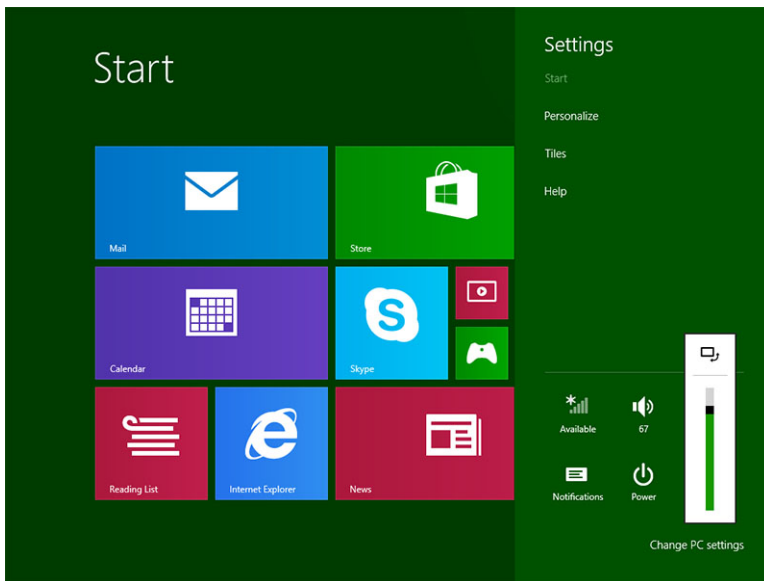 Start
Mail
Store
Calendar
Skype
Reading List
Internet Explorer
News
Settings
Start
Personalize
Tiles
Help
Available
67
Notifications
Power
Change PC settings